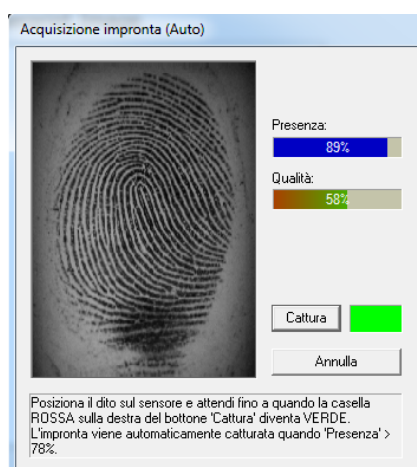 Acquisizione impronta (Auto)
Presenza:
89%
Qualità:
58%
Cattura
Annulla
Posiziona il dito sul sensore e attendi fino a quando la casella
ROSSA sulla destra del bottone 'Cattura' diventa VERDE.
L'impronta viene automaticamente catturata quando 'Presenza' >
78%.